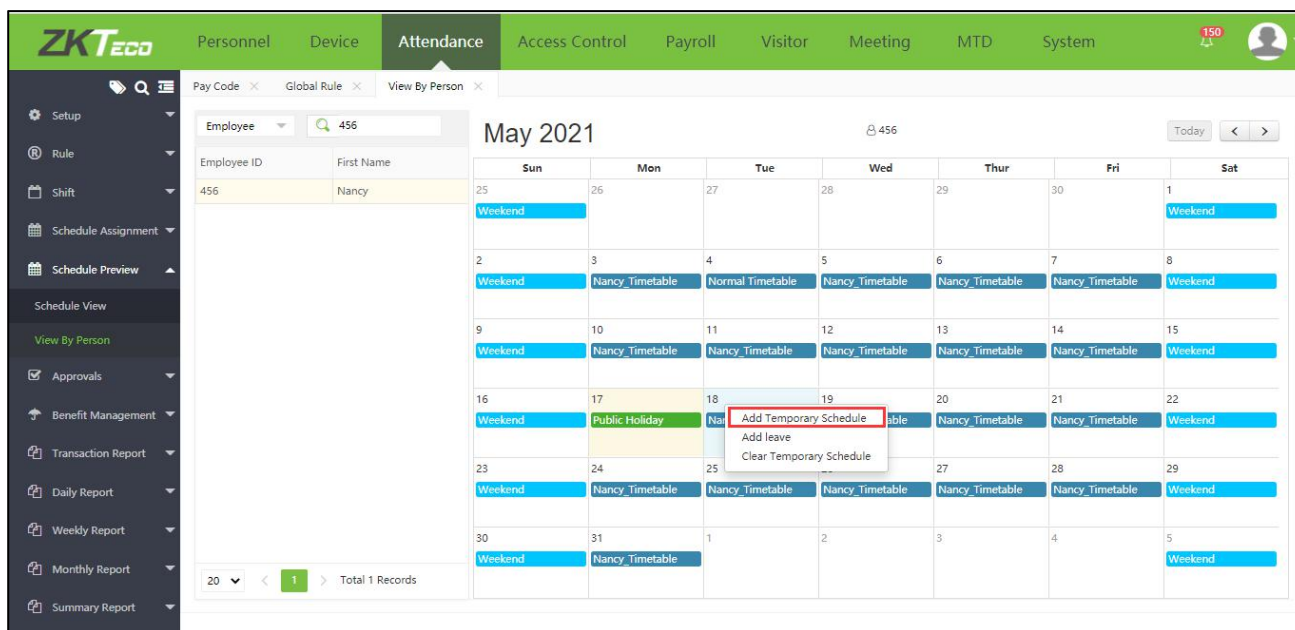 ZKTECO Personnel Device Attendance Access Control Payroll Visitor Meeting MTD System 150
Pay Code Global Rule View By Person
Setup
Rule
Shift
Schedule Assignment
Schedule Preview
Schedule View
View By Person
Approvals
Benefit Management
Transaction Report
Daily Report
Weekly Report
Monthly Report
Summary Report
Employee 456
Employee ID First Name
456 Nancy
20 1 Total 1 Records
May 2021 456 Today
Sun Mon Tue Wed Thur Fri Sat
25 26 27 28 29 30 1
Weekend Weekend
2 3 4 5 6 7 8
Weekend Nancy_Timetable Normal Timetable Nancy_Timetable Nancy_Timetable Nancy_Timetable Weekend
9 10 11 12 13 14 15
Weekend Nancy_Timetable Nancy_Timetable Nancy_Timetable Nancy_Timetable Nancy_Timetable Weekend
16 17 18 19 20 21 22
Weekend Public Holiday Nancy_Timetable Nancy_Timetable Weekend
Add Temporary Schedule
Add leave
Clear Temporary Schedule
23 24 25 27 28 29
Weekend Nancy_Timetable Nancy_Timetable Nancy_Timetable Nancy_Timetable Nancy_Timetable Weekend
30 31 1 2 3 4 5
Weekend Nancy_Timetable Weekend